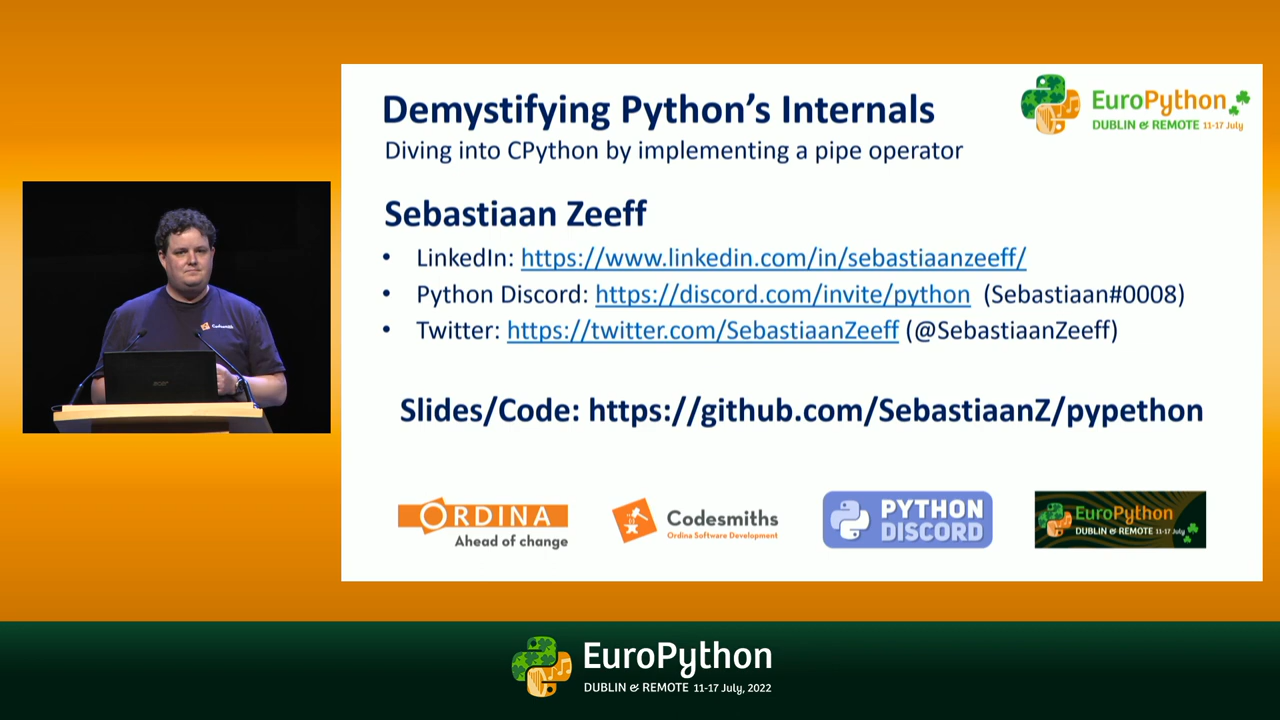 Demystifying Python's Internals
Diving into CPython by implementing a pipe operator
EuroPython
DUBLIN & REMOTE 11-17 July
Sebastiaan Zeeff
• LinkedIn: https://www.linkedin.com/in/sebastiaanzeeff/
• Python Discord: https://discord.com/invite/python (Sebastiaan#0008)
• Twitter: https://twitter.com/SebastiaanZeeff (@SebastiaanZeeff)
Codesmiths
acer
Slides/Code: https://github.com/SebastiaanZ/pypethon
ORDINA
Ahead of change
Codesmiths
Ordina Software Development
PYTHON
DISCORD
EuroPython
DUBLIN & REMOTE 11-17 July
EuroPython
DUBLIN & REMOTE 11-17 July, 2022